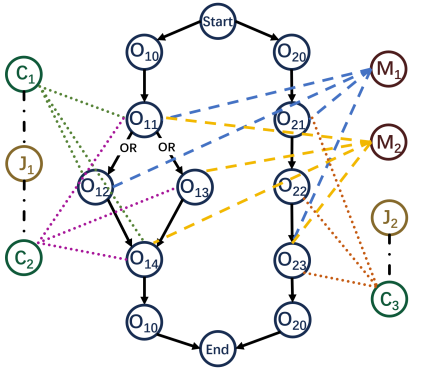 Start
O₁₀
O₂₀
C₁
M₁
O₁₁
O₂₁
OR
OR
M₂
J₁
O₁₂
O₁₃
O₂₂
J₂
C₂
O₁₄
O₂₃
C₃
O₁₀
O₂₀
End